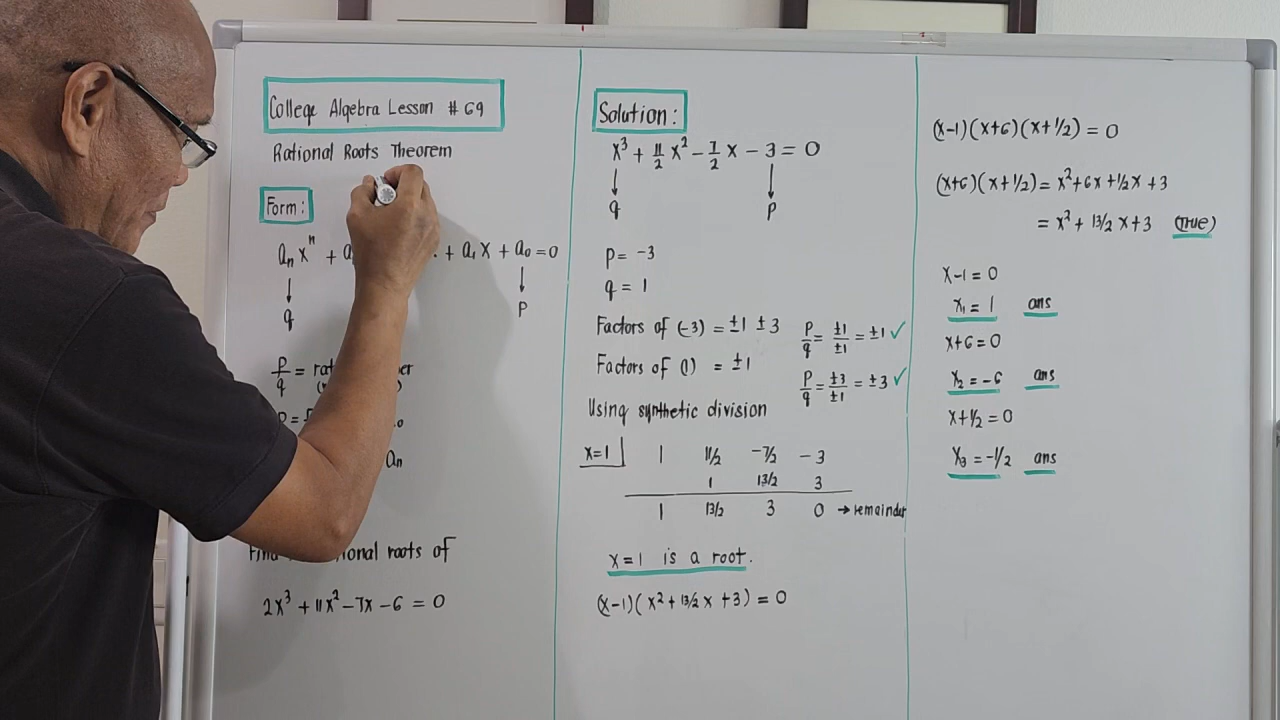 College Algebra Lesson # 69
Rational Roots Theorem
Form:
aₙxⁿ + a + a₁x + a₀ = 0
q
p
p/q = rat
p =
aₙ
rational roots of
2x³ + 11x² - 7x - 6 = 0
Solution:
x³ + 11/2 x² - 7/2 x - 3 = 0
q p
p = -3
q = 1
Factors of (-3) = ±1 ±3
p/q = ±1/±1 = ±1 ✓
Factors of (1) = ±1
p/q = ±3/±1 = ±3 ✓
Using synthetic division
x=1 | 1 11/2 -7/2 -3
1 13/2 3
1 13/2 3 0 → remainder
x=1 is a root.
(x-1)(x² + 13/2 x + 3) = 0
(x-1)(x+6)(x+1/2) = 0
(x+6)(x+1/2) = x²+6x+1/2x+3
= x² + 13/2 x+3 (True)
x-1 = 0
x₁ = 1 ans
x+6=0
x₂ = -6 ans
x+1/2 = 0
x₃ = -1/2 ans